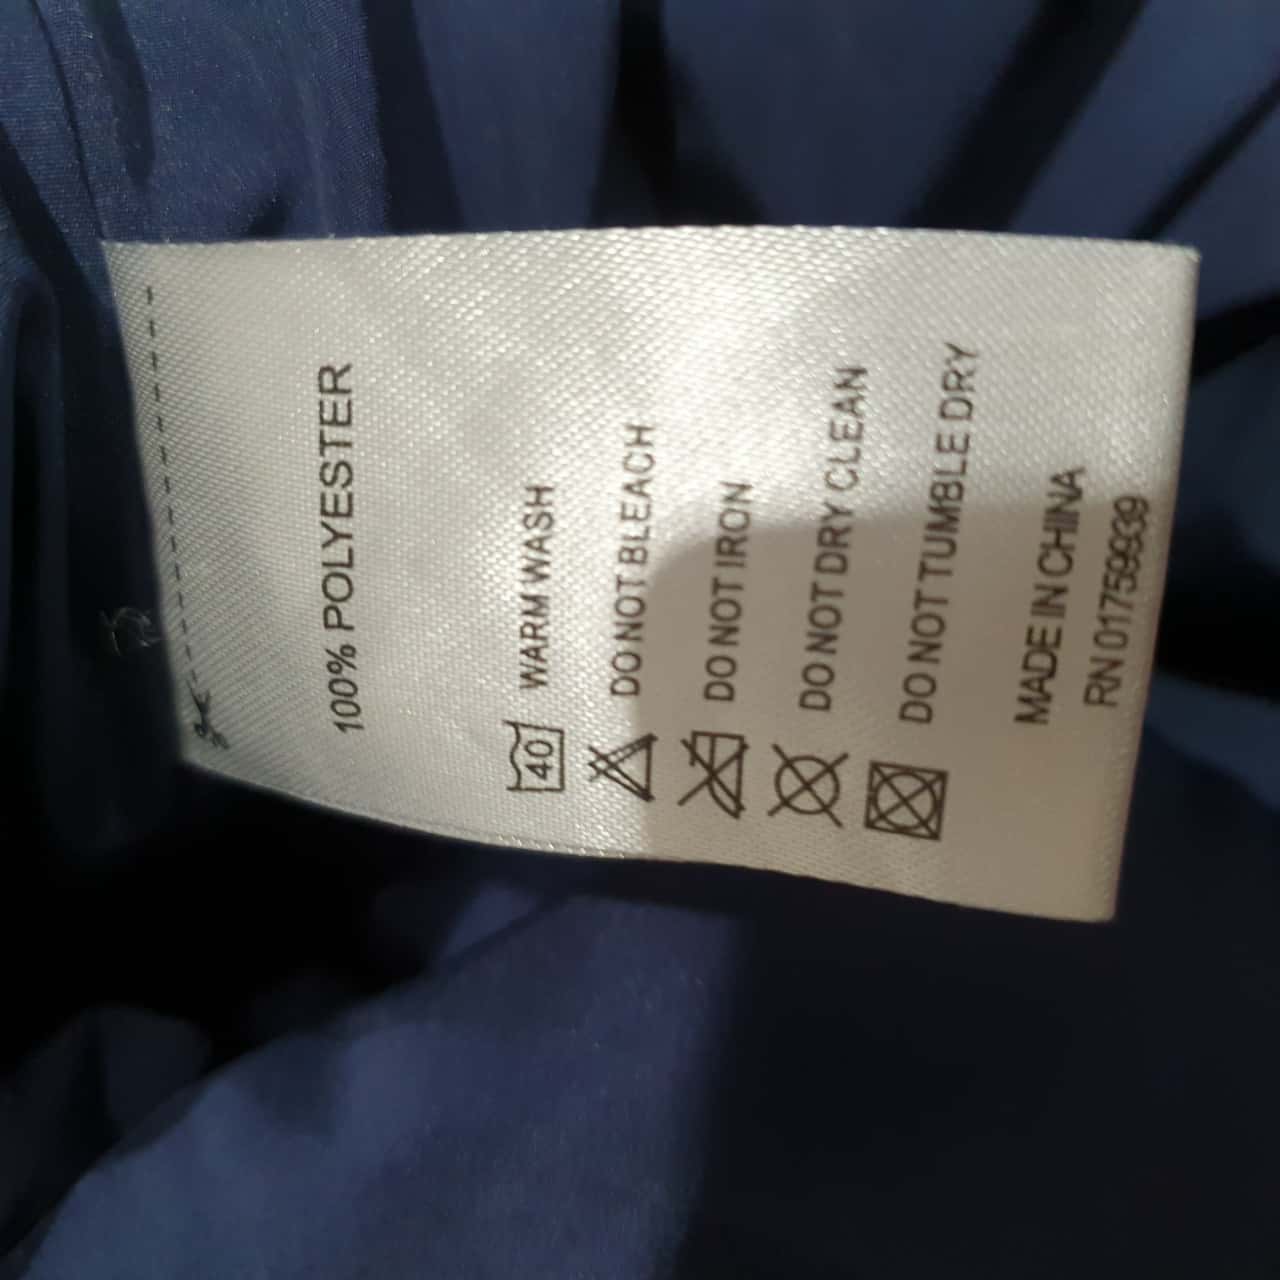 100% POLYESTER
40 WARM WASH
DO NOT BLEACH
DO NOT IRON
DO NOT DRY CLEAN
DO NOT TUMBLE DRY
MADE IN CHINA
RN 01759939